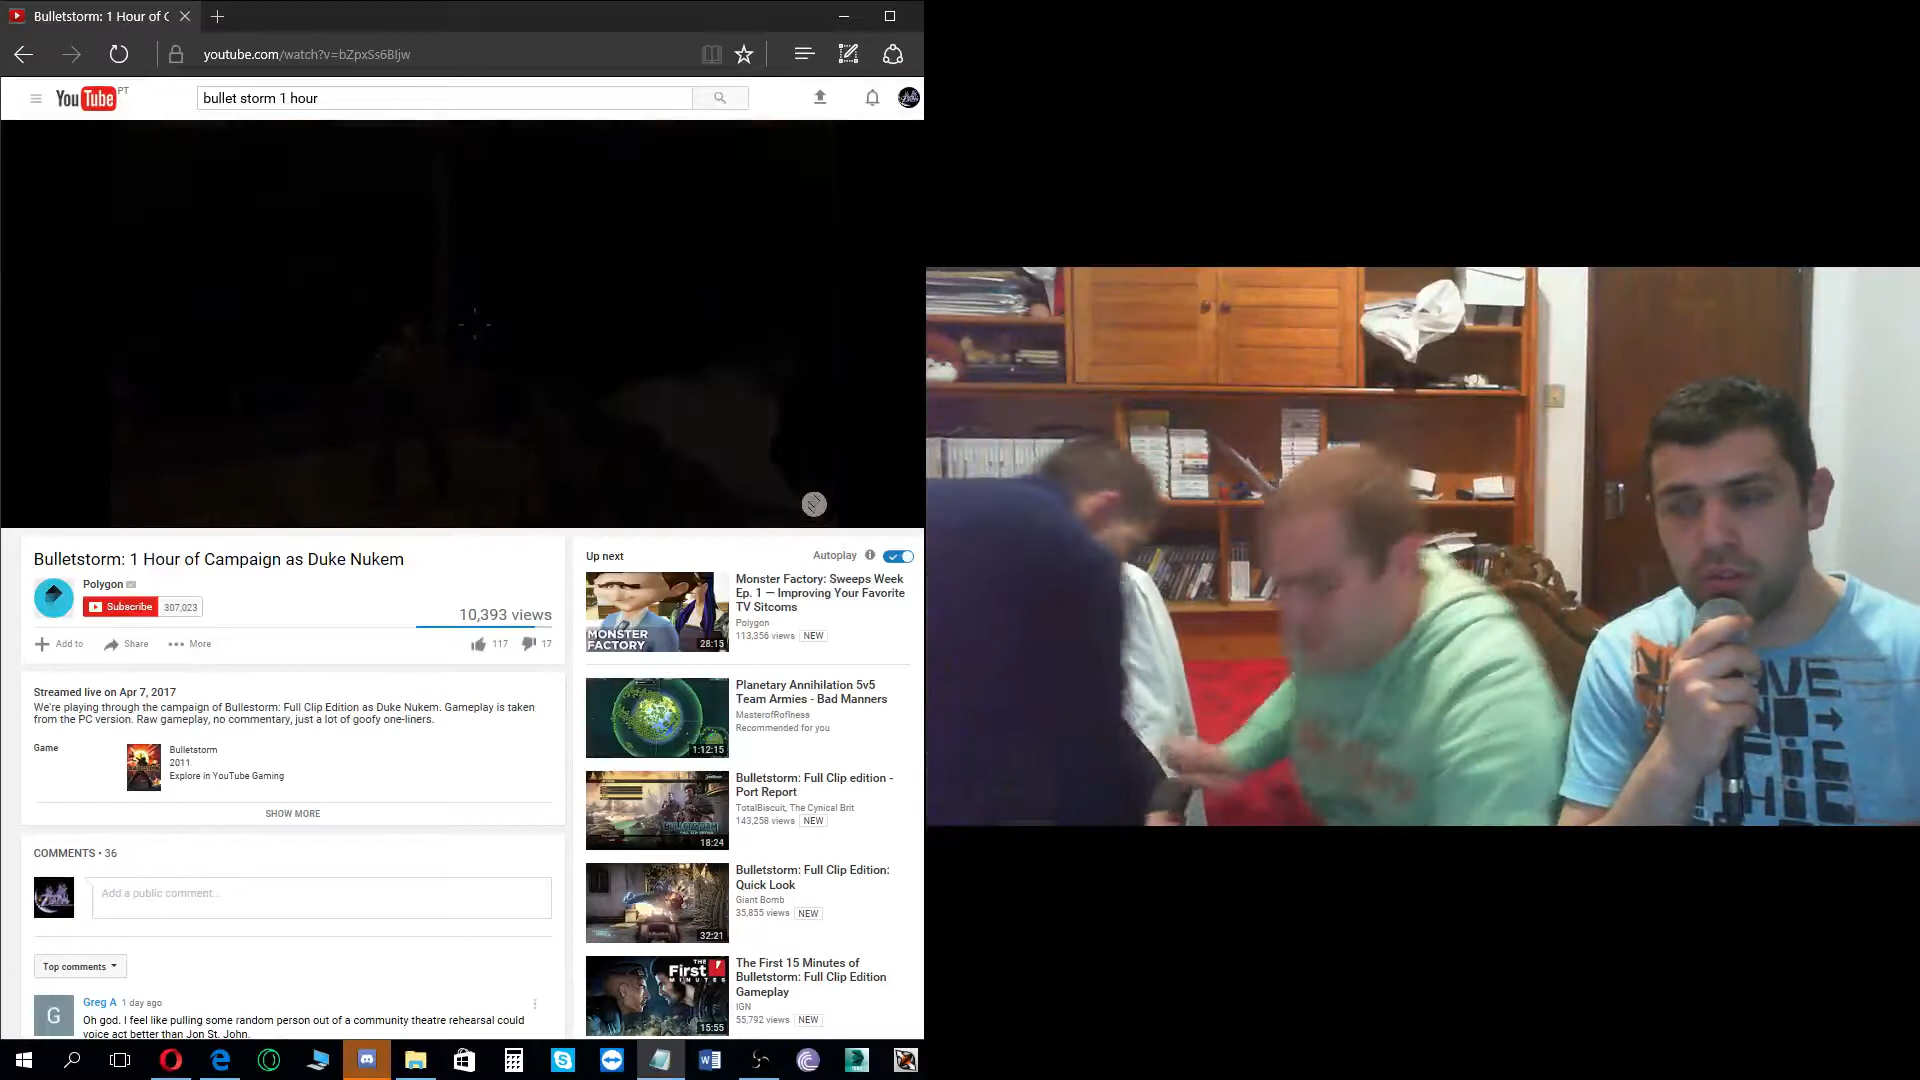 Bulletstorm: 1 Hour of C
youtube.com/watch?v=bZpxSs6BIjw
YouTube PT
bullet storm 1 hour
Bulletstorm: 1 Hour of Campaign as Duke Nukem
Polygon
Subscribe 307,023
10,393 views
Add to Share More 117 17
Streamed live on Apr 7, 2017
We're playing through the campaign of Bullestorm: Full Clip Edition as Duke Nukem. Gameplay is taken
from the PC version. Raw gameplay, no commentary, just a lot of goofy one-liners.
Game
Bulletstorm
2011
Explore in YouTube Gaming
SHOW MORE
COMMENTS • 36
Add a public comment...
Top comments
G
Greg A 1 day ago
Oh god. I feel like pulling some random person out of a community theatre rehearsal could
voice act better than Jon St. John.
Up next
Autoplay
MONSTER
FACTORY
28:15
Monster Factory: Sweeps Week
Ep. 1 — Improving Your Favorite
TV Sitcoms
Polygon
113,356 views NEW
1:12:15
Planetary Annihilation 5v5
Team Armies - Bad Manners
MasterofRoflness
Recommended for you
BULLETSTORM
18:24
Bulletstorm: Full Clip edition -
Port Report
TotalBiscuit, The Cynical Brit
143,258 views NEW
32:21
Bulletstorm: Full Clip Edition:
Quick Look
Giant Bomb
35,855 views NEW
THE
First
MINUTES
15:55
The First 15 Minutes of
Bulletstorm: Full Clip Edition
Gameplay
IGN
55,792 views NEW